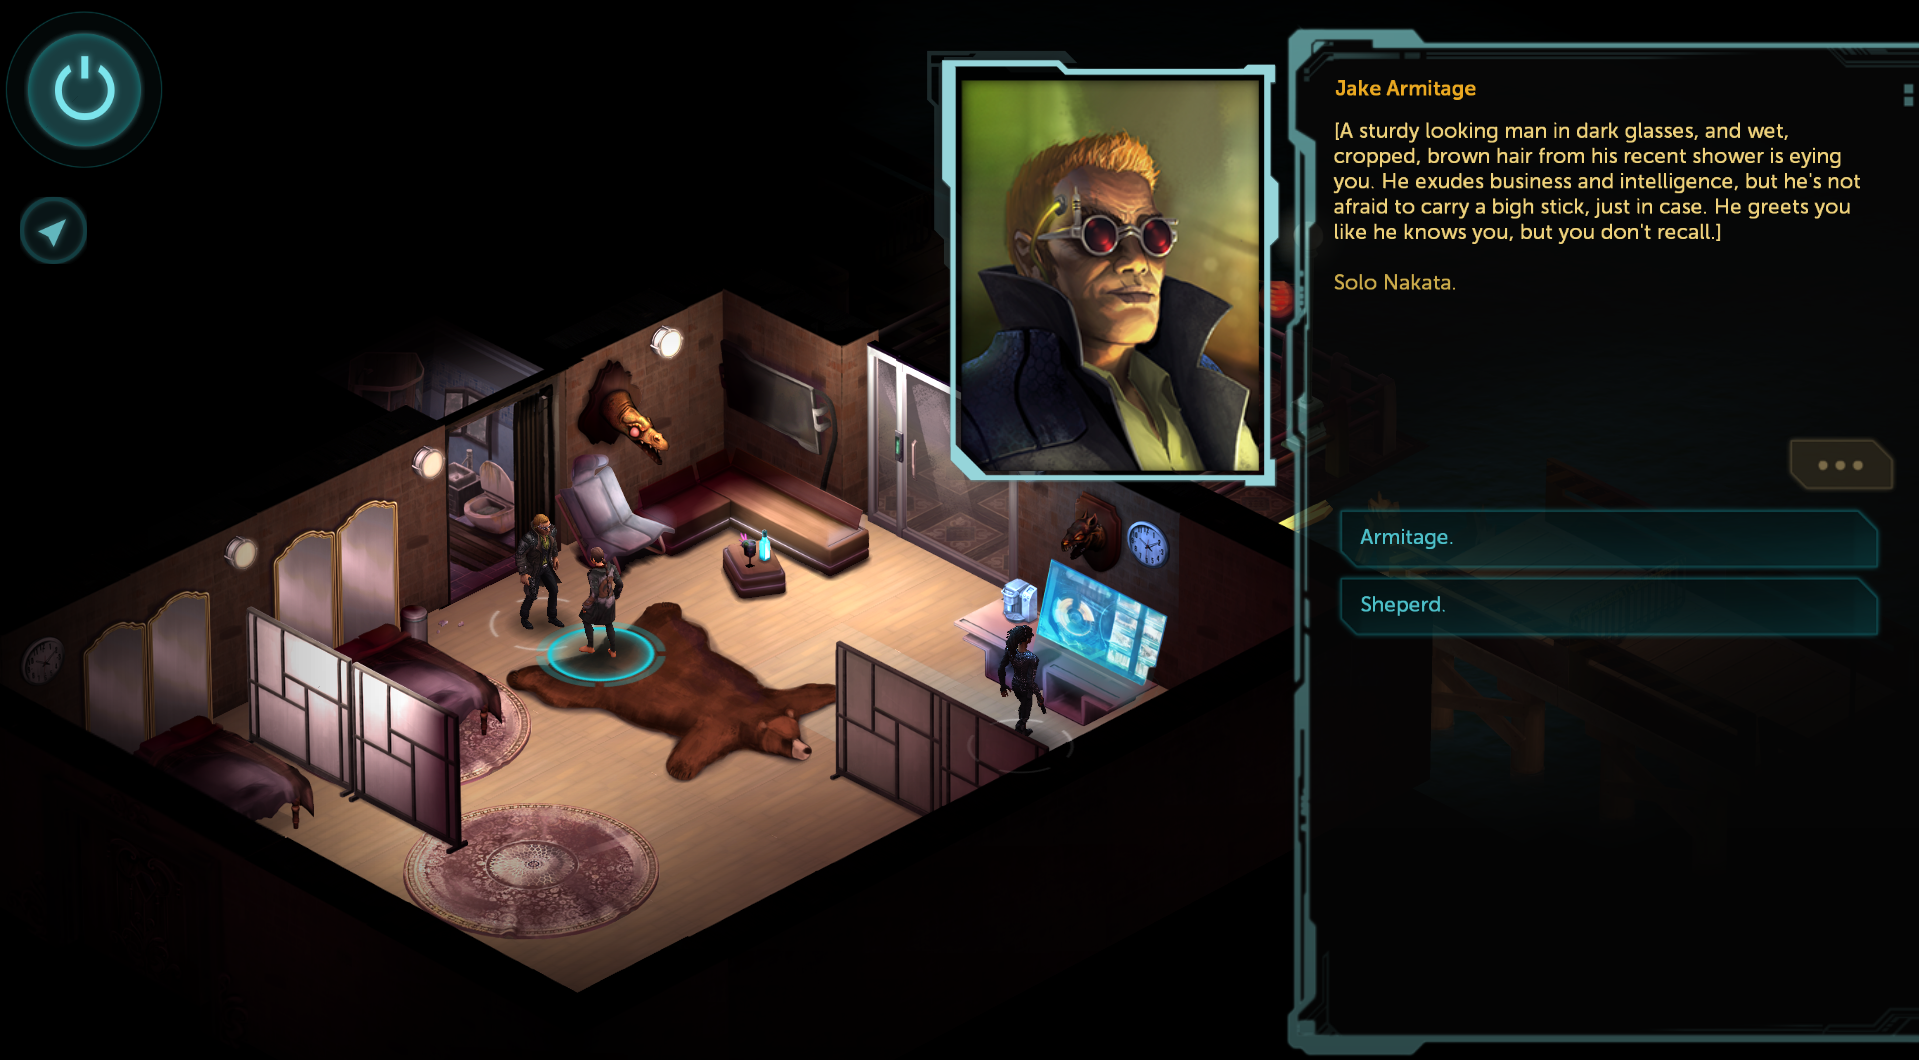 Jake Armitage
[A sturdy looking man in dark glasses, and wet,
cropped, brown hair from his recent shower is eying
you. He exudes business and intelligence, but he's not
afraid to carry a bigh stick, just in case. He greets you
like he knows you, but you don't recall.]
Solo Nakata.
Armitage.
Sheperd.